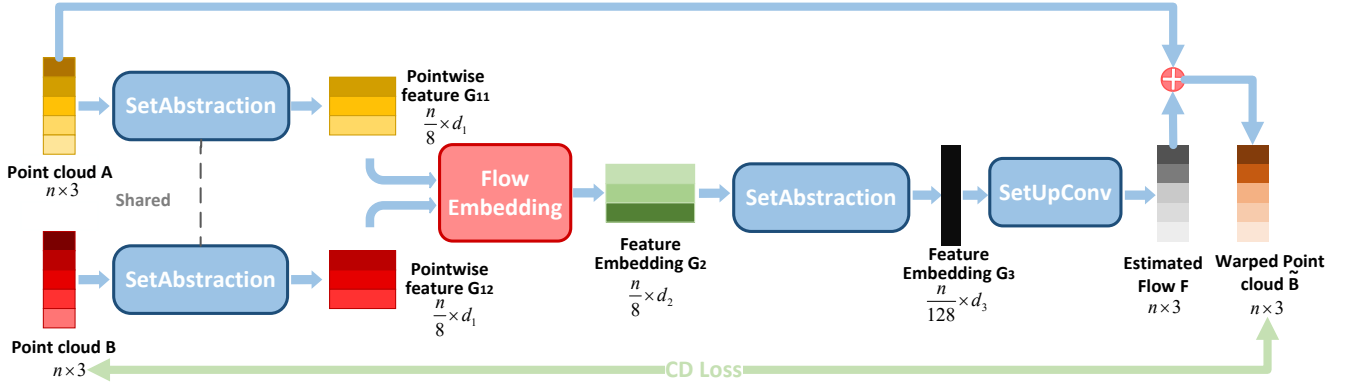 SetAbstraction
Pointwise
feature G11
n/8 × d1
Point cloud A
n×3
Shared
Flow
Embedding
SetAbstraction
SetUpConv
SetAbstraction
Feature
Embedding G2
n/8 × d2
Feature
Embedding G3
n/128 × d3
Estimated
Flow F
n×3
Warped Point
cloud B̃
n×3
Pointwise
feature G12
n/8 × d1
Point cloud B
n×3
CD Loss